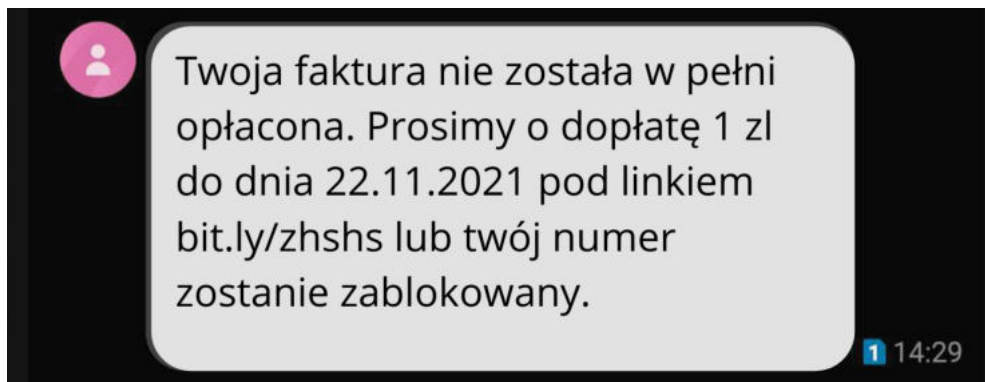 Twoja faktura nie została w pełni
opłacona. Prosimy o dopłatę 1 zl
do dnia 22.11.2021 pod linkiem
bit.ly/zhshs lub twój numer
zostanie zablokowany.
1 14:29